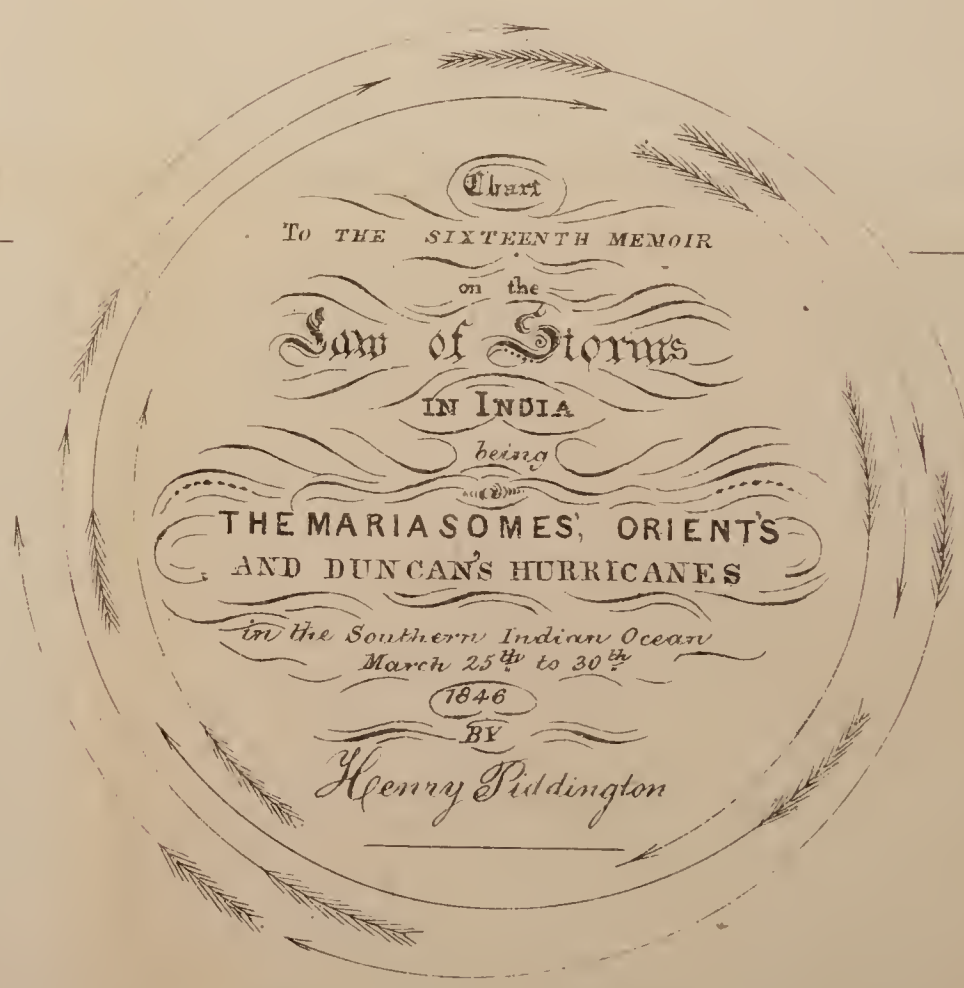 Chart
To THE SIXTEENTH MEMOIR
on the
Law of Storms
IN INDIA
being
THE MARIA SOMES', ORIENT'S
AND DUNCAN'S HURRICANES
in the Southern Indian Ocean
March 25th to 30th
1846
BY
Henry Piddington